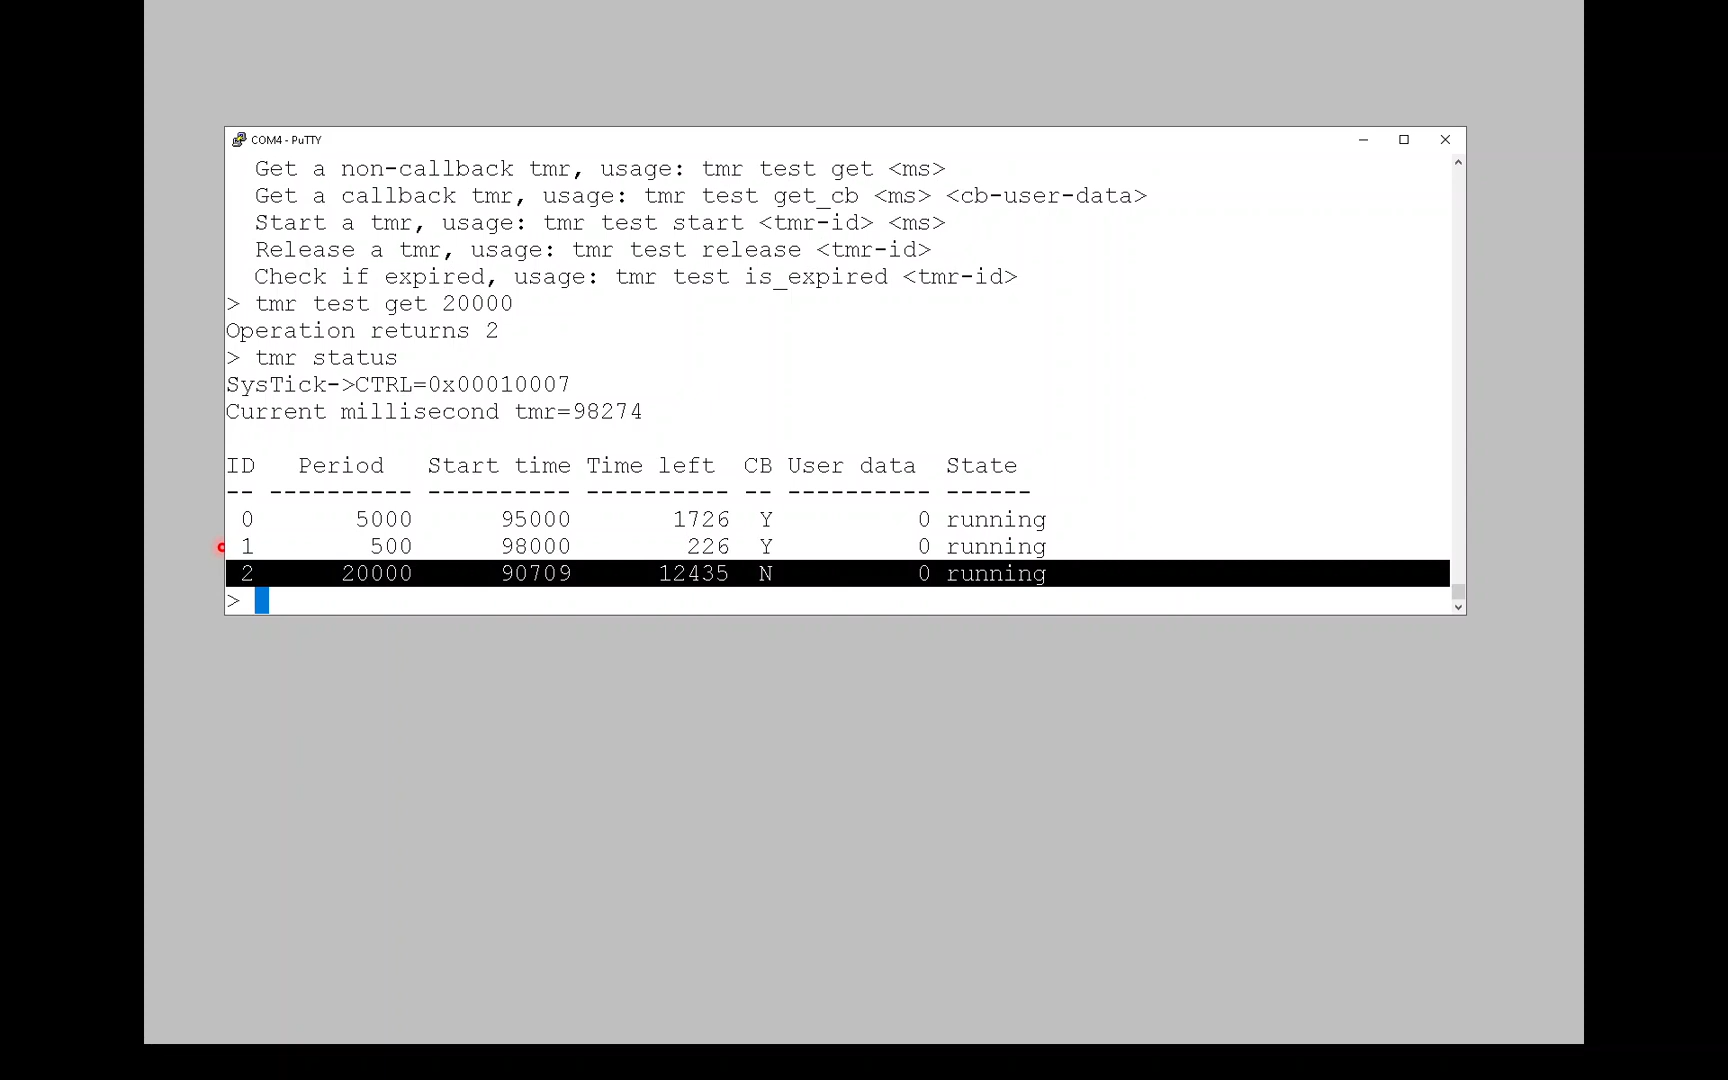 COM4 - PuTTY
Get a non-callback tmr, usage: tmr test get <ms>
Get a callback tmr, usage: tmr test get_cb <ms> <cb-user-data>
Start a tmr, usage: tmr test start <tmr-id> <ms>
Release a tmr, usage: tmr test release <tmr-id>
Check if expired, usage: tmr test is_expired <tmr-id>
> tmr test get 20000
Operation returns 2
> tmr status
SysTick->CTRL=0x00010007
Current millisecond tmr=98274
ID   Period   Start time Time left  CB User data  State
-- ---------- ---------- ---------- -- ---------- ------
 0       5000      95000       1726  Y          0 running
 1        500      98000        226  Y          0 running
 2      20000      90709      12435  N          0 running
>